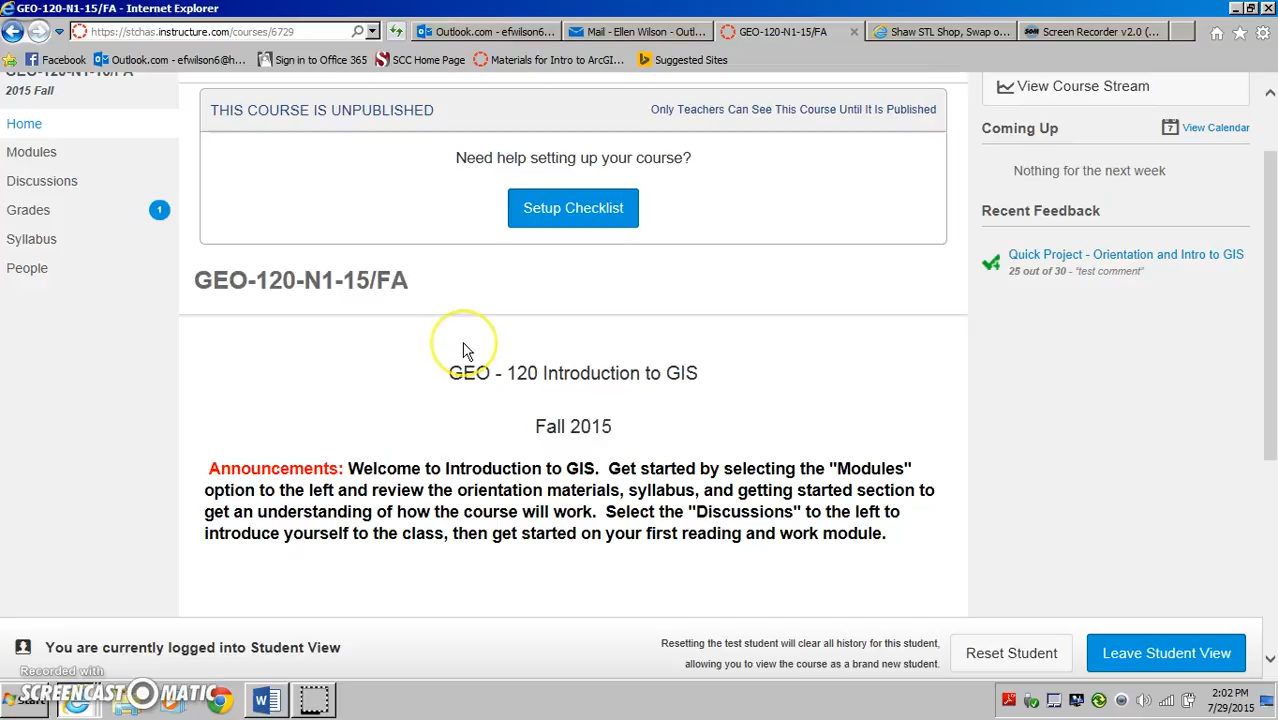 GEO-120-N1-15/FA - Internet Explorer
https://stchas.instructure.com/courses/6729
Outlook.com - efwilson6@h...
Mail - Ellen Wilson - Outl...
GEO-120-N1-15/FA
Shaw STL Shop, Swap o...
Screen Recorder v2.0 (...
Facebook
Outlook.com - efwilson6@h...
Sign in to Office 365
SCC Home Page
Materials for Intro to ArcGI...
Suggested Sites
GEO-120-N1-15/FA
2015 Fall
Home
Modules
Discussions
Grades 1
Syllabus
People
THIS COURSE IS UNPUBLISHED
Only Teachers Can See This Course Until It Is Published
Need help setting up your course?
Setup Checklist
GEO-120-N1-15/FA
GEO - 120 Introduction to GIS
Fall 2015
Announcements: Welcome to Introduction to GIS. Get started by selecting the "Modules"
option to the left and review the orientation materials, syllabus, and getting started section to
get an understanding of how the course will work. Select the "Discussions" to the left to
introduce yourself to the class, then get started on your first reading and work module.
View Course Stream
Coming Up
7 View Calendar
Nothing for the next week
Recent Feedback
Quick Project - Orientation and Intro to GIS
25 out of 30 - "test comment"
You are currently logged into Student View
Resetting the test student will clear all history for this student,
allowing you to view the course as a brand new student.
Reset Student
Leave Student View
Recorded with
SCREENCAST MATIC
Start
2:02 PM
7/29/2015